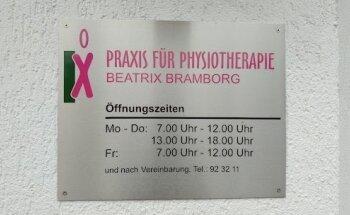 PRAXIS FÜR PHYSIOTHERAPIE
BEATRIX BRAMBORG
Öffnungszeiten
Mo - Do: 7.00 Uhr - 12.00 Uhr
13.00 Uhr - 18.00 Uhr
Fr: 7.00 Uhr - 12.00 Uhr
und nach Vereinbarung, Tel.: 92 32 11